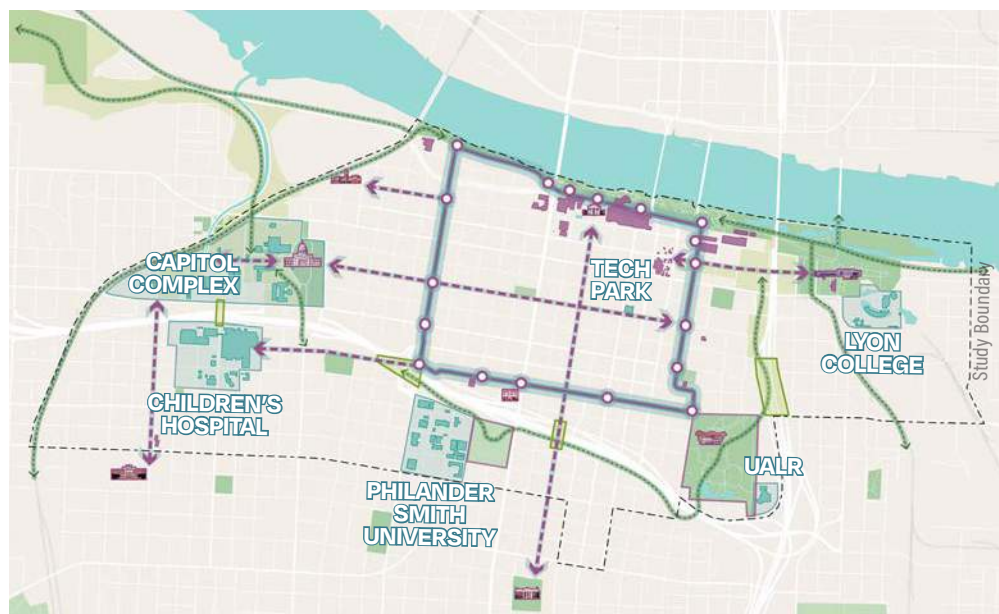 CAPITOL
COMPLEX
TECH
PARK
LYON
COLLEGE
Study Boundary
CHILDREN'S
HOSPITAL
UALR
PHILANDER
SMITH
UNIVERSITY